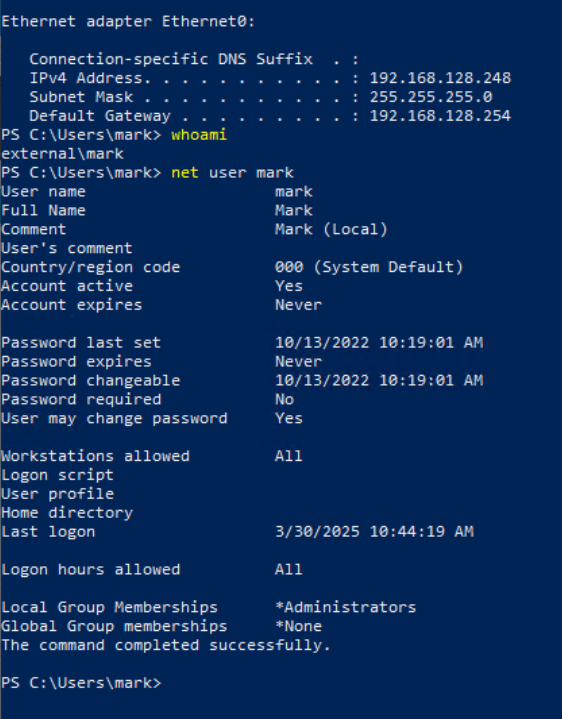 Ethernet adapter Ethernet0:
Connection-specific DNS Suffix  . :
IPv4 Address. . . . . . . . . . . : 192.168.128.248
Subnet Mask . . . . . . . . . . . : 255.255.255.0
Default Gateway . . . . . . . . . : 192.168.128.254
PS C:\Users\mark> whoami
external\mark
PS C:\Users\mark> net user mark
User name                    mark
Full Name                    Mark
Comment                      Mark (Local)
User's comment
Country/region code          000 (System Default)
Account active               Yes
Account expires              Never
Password last set            10/13/2022 10:19:01 AM
Password expires             Never
Password changeable          10/13/2022 10:19:01 AM
Password required            No
User may change password     Yes
Workstations allowed         All
Logon script
User profile
Home directory
Last logon                   3/30/2025 10:44:19 AM
Logon hours allowed          All
Local Group Memberships      *Administrators
Global Group memberships     *None
The command completed successfully.
PS C:\Users\mark>